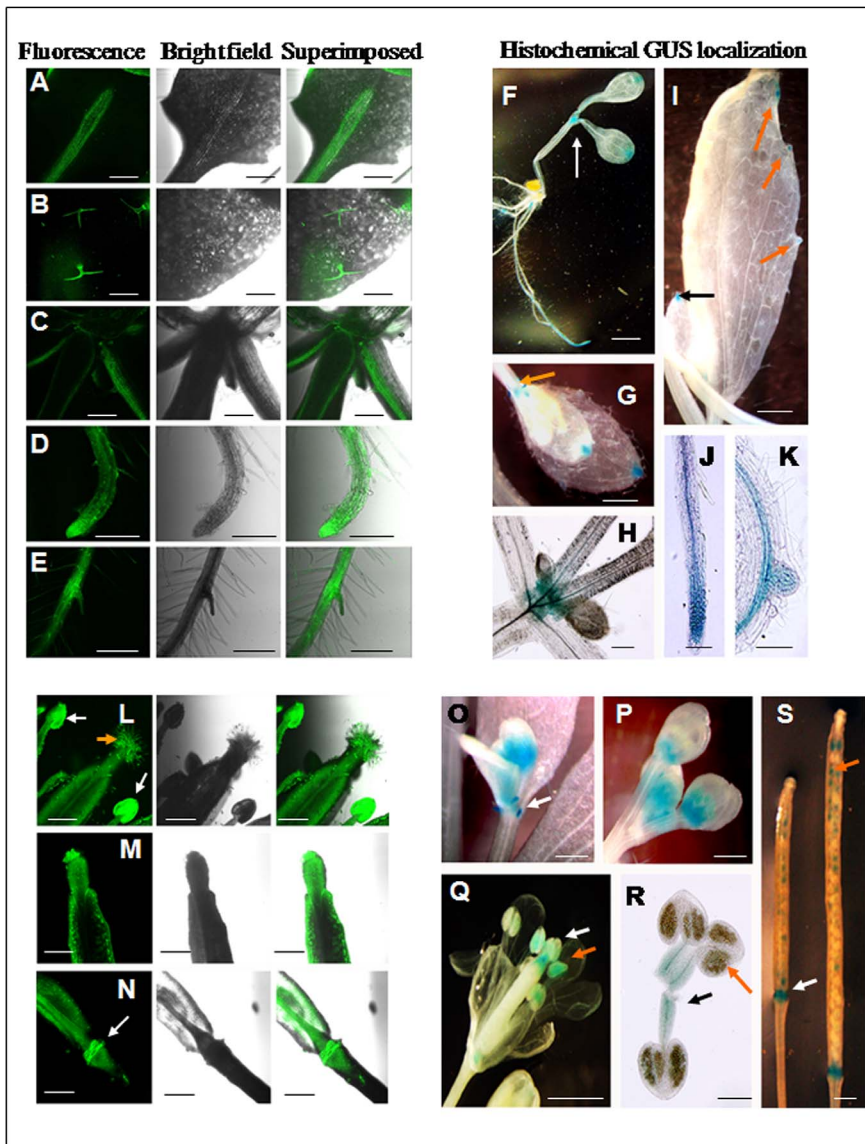 Fluorescence Brightfield Superimposed
Histochemical GUS localization
A
B
C
D
E
F
I
G
J
K
H
L
M
N
O
P
S
Q
R